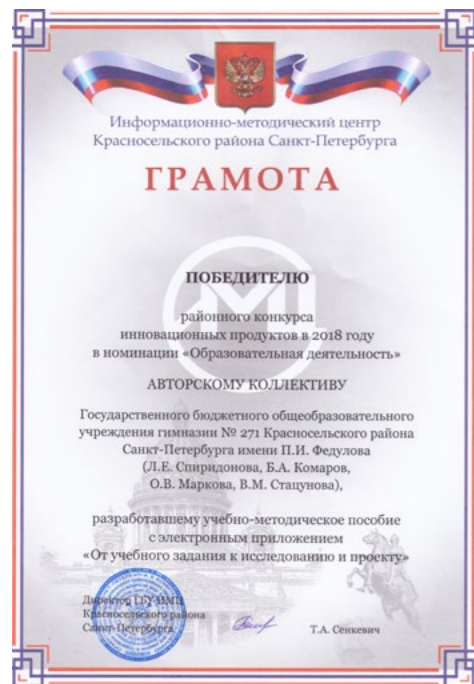 Информационно-методический центр
Красносельского района Санкт-Петербурга
ГРАМОТА
ПОБЕДИТЕЛЮ
районного конкурса
инновационных продуктов в 2018 году
в номинации «Образовательная деятельность»
АВТОРСКОМУ КОЛЛЕКТИВУ
Государственного бюджетного общеобразовательного
учреждения гимназии № 271 Красносельского района
Санкт-Петербурга имени П.И. Федулова
(Л.Е. Спиридонова, Б.А. Комаров,
О.В. Маркова, В.М. Стацунова),
разработавшему учебно-методическое пособие
с электронным приложением
«От учебного задания к исследованию и проекту»
Директор ГБУ ИМЦ
Красносельского района
Санкт-Петербурга
Т.А. Сенкевич